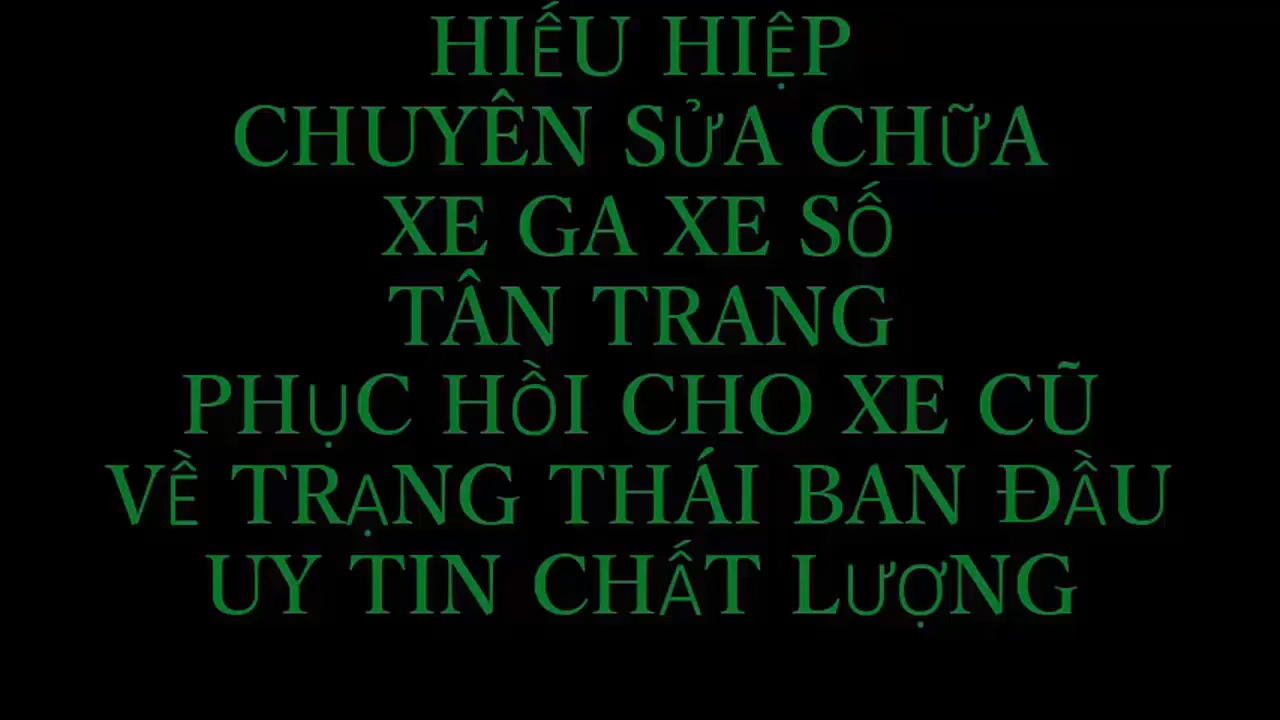 HIẾU HIỆP
CHUYÊN SỬA CHỮA
XE GA XE SỐ
TÂN TRANG
PHỤC HỒI CHO XE CŨ
VỀ TRẠNG THÁI BAN ĐẦU
UY TIN CHẤT LƯỢNG